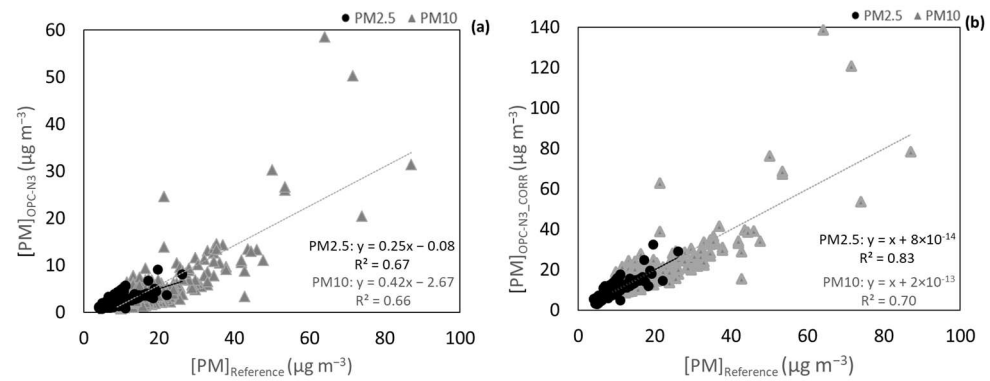 ● PM2.5 ▲ PM10
(a)
60
50
40
30
20
10
0
[PM]OPC-N3 (µg m⁻³)
PM2.5: y = 0.25x – 0.08
R² = 0.67
PM10: y = 0.42x − 2.67
R² = 0.66
0 20 40 60 80 100
[PM]Reference (µg m⁻³)
● PM2.5 ▲ PM10
(b)
140
120
100
80
60
40
20
0
[PM]OPC-N3_CORR (µg m⁻³)
PM2.5: y = x + 8×10⁻¹⁴
R² = 0.83
PM10: y = x + 2×10⁻¹³
R² = 0.70
0 20 40 60 80 100
[PM]Reference (µg m⁻³)